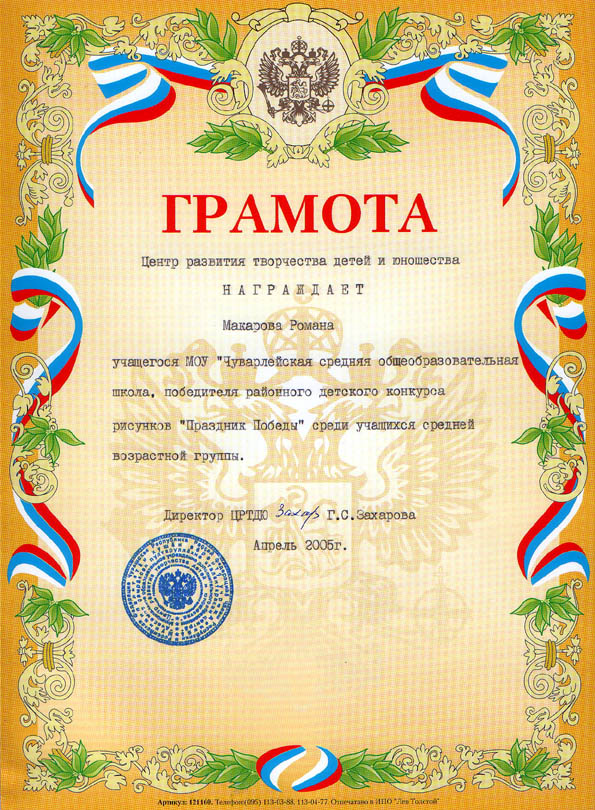 ГРАМОТА
Центр развития творчества детей и юношества
НАГРАЖДАЕТ
Макарова Романа
учащегося МОУ "Чуварлейская средняя общеобразовательная
школа, победителя районного детского конкурса
рисунков "Праздник Победы" среди учащихся средней
возрастной группы.
Директор ЦРТДЮ Захар Г.С.Захарова
Апрель 2005г.
Артикул: 121160. Телефон(095) 113-03-88, 113-04-77. Отпечатано в ИПО "Лев Толстой"